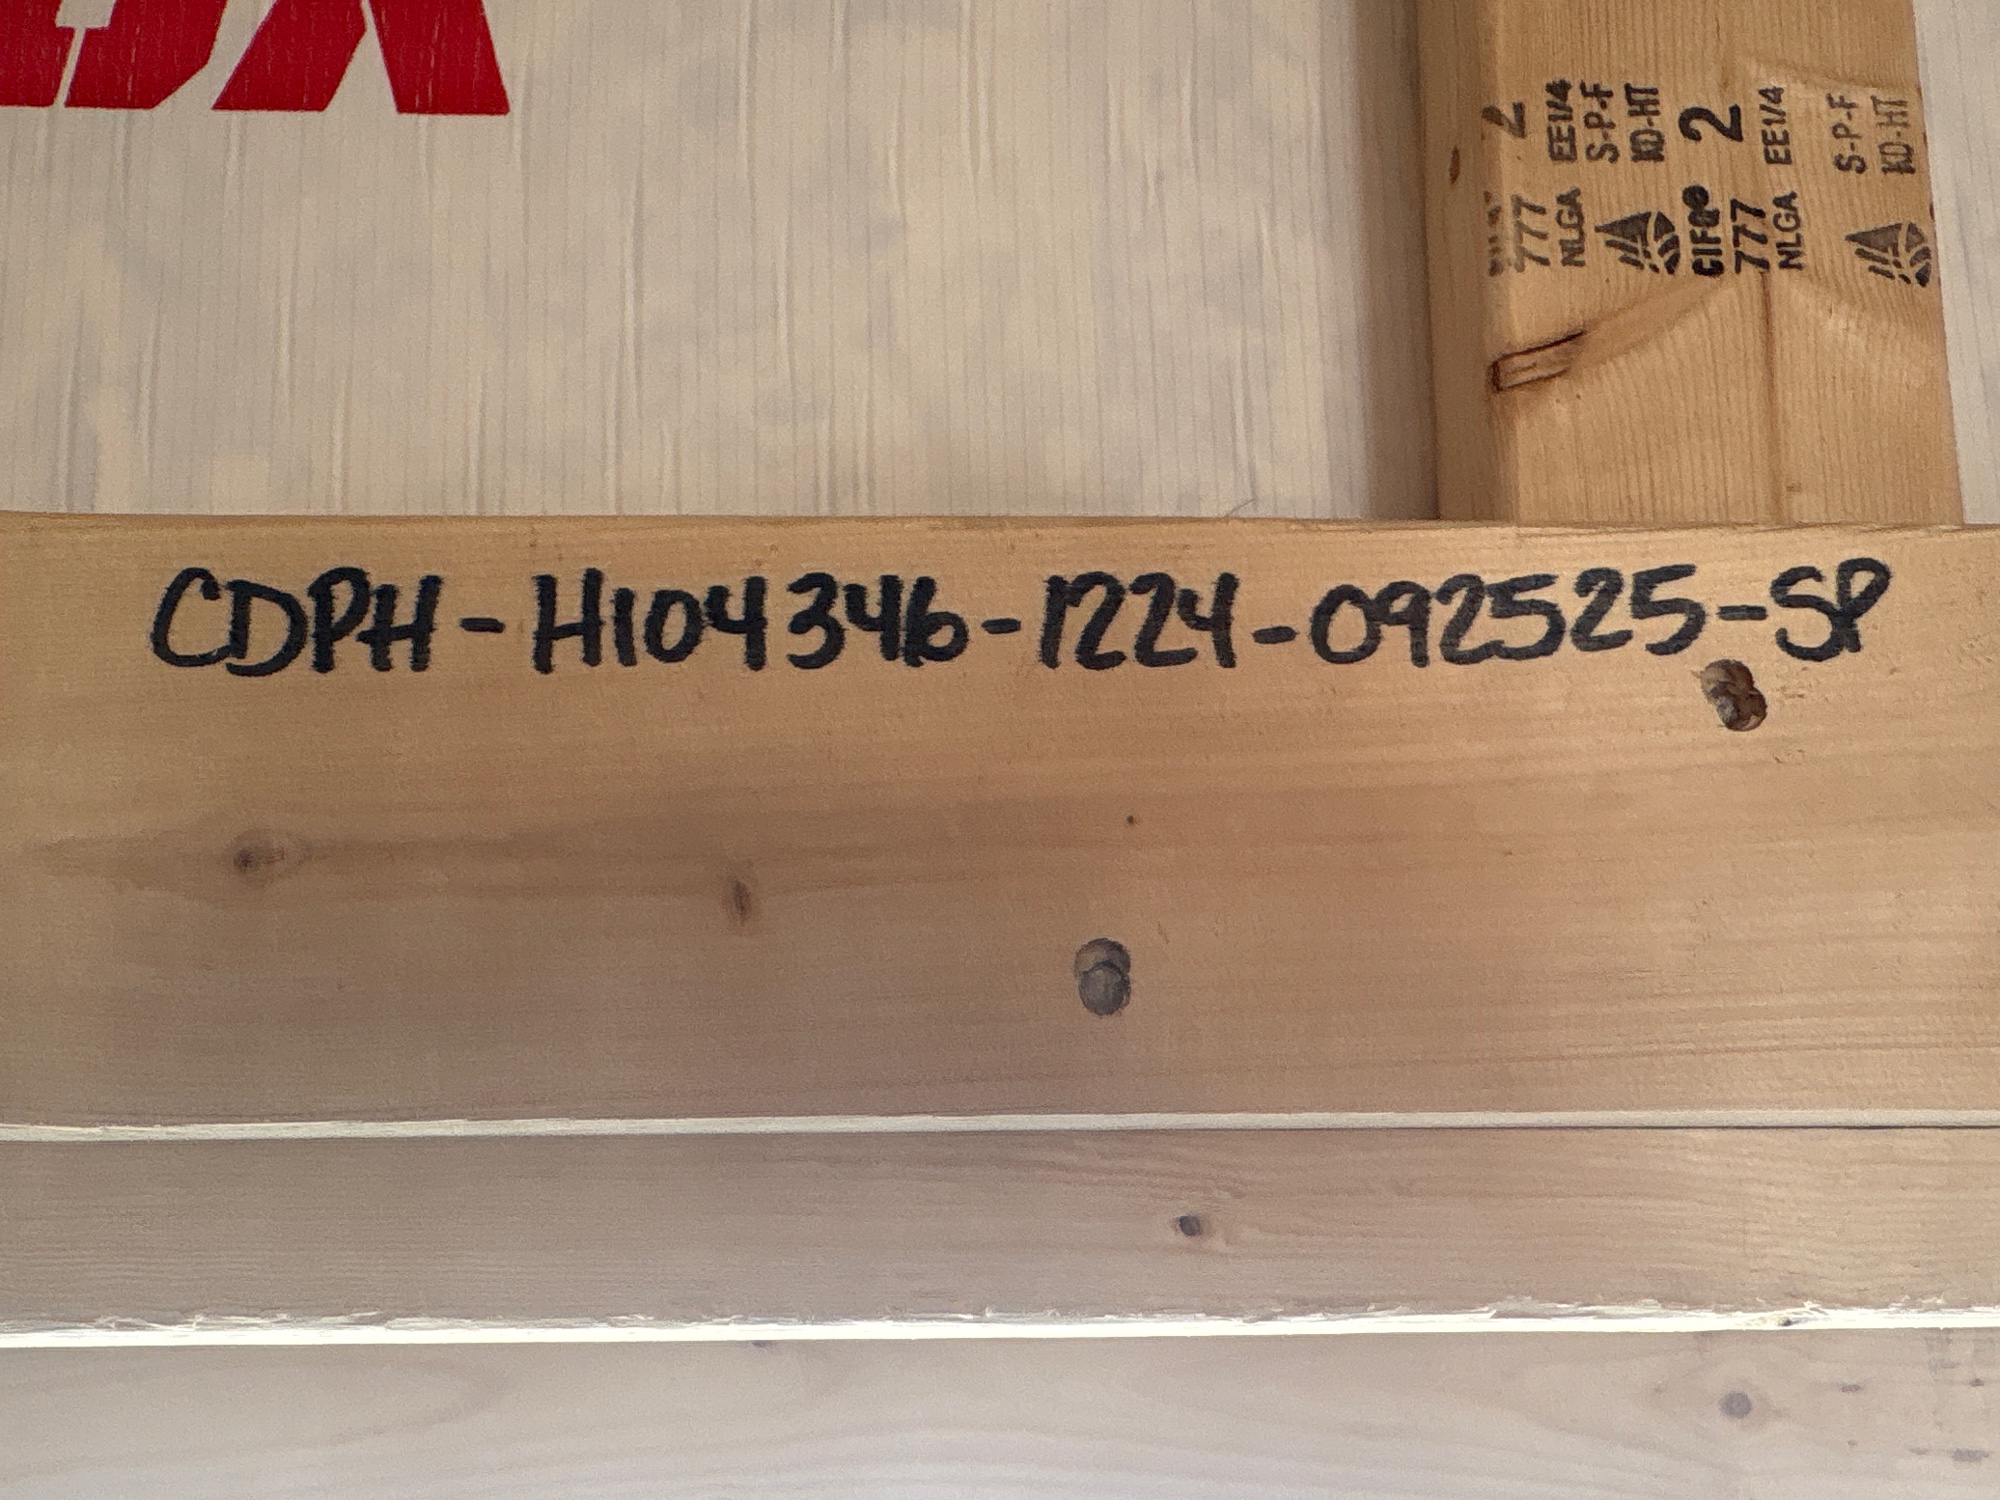 2
EE1/4
S-P-F
KD-HT
777
NLGA
2
EE1/4
S-P-F
KD-HT
CIFQ®
777
NLGA
CDPH-H104346-1224-092525-SP